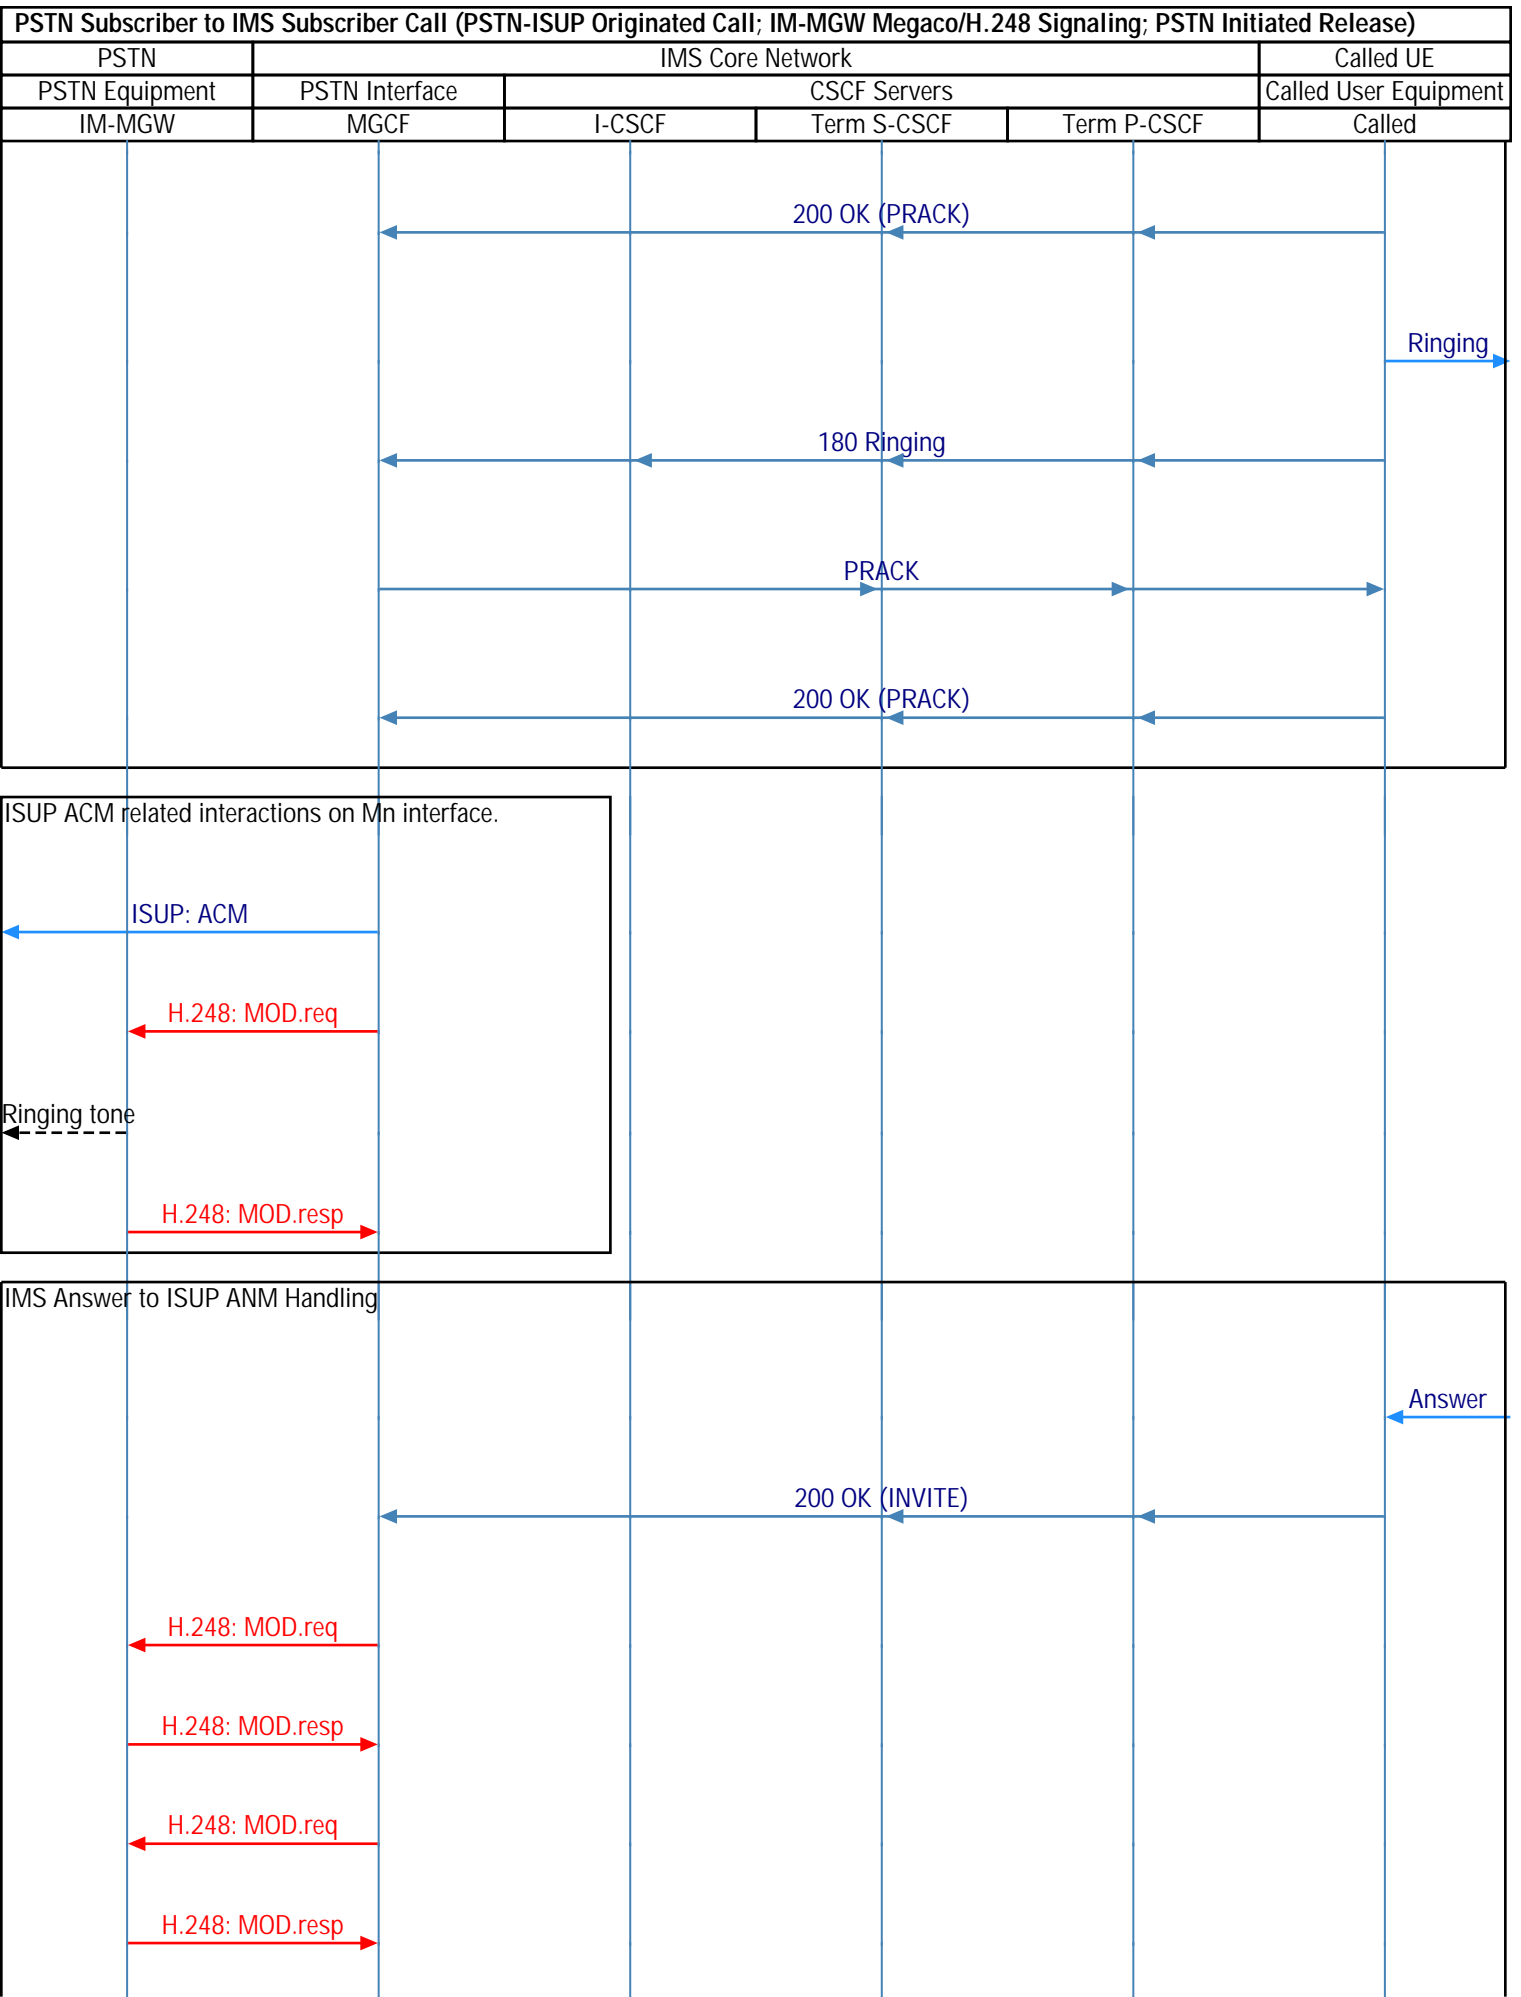 PSTN Subscriber to IMS Subscriber Call (PSTN-ISUP Originated Call; IM-MGW Megaco/H.248 Signaling; PSTN Initiated Release)
PSTN IMS Core Network Called UE
PSTN Equipment PSTN Interface CSCF Servers Called User Equipment
IM-MGW MGCF I-CSCF Term S-CSCF Term P-CSCF Called
200 OK (PRACK)
Ringing
180 Ringing
PRACK
200 OK (PRACK)
ISUP ACM related interactions on Mn interface.
ISUP: ACM
H.248: MOD.req
Ringing tone
H.248: MOD.resp
IMS Answer to ISUP ANM Handling
Answer
200 OK (INVITE)
H.248: MOD.req
H.248: MOD.resp
H.248: MOD.req
H.248: MOD.resp